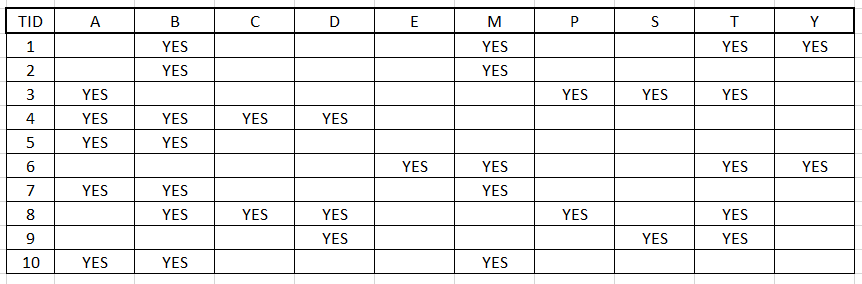 TID A B C D E M P S T Y
1 YES YES YES YES
2 YES YES
3 YES YES YES YES
4 YES YES YES YES
5 YES YES
6 YES YES YES YES
7 YES YES YES
8 YES YES YES YES YES
9 YES YES YES
10 YES YES YES